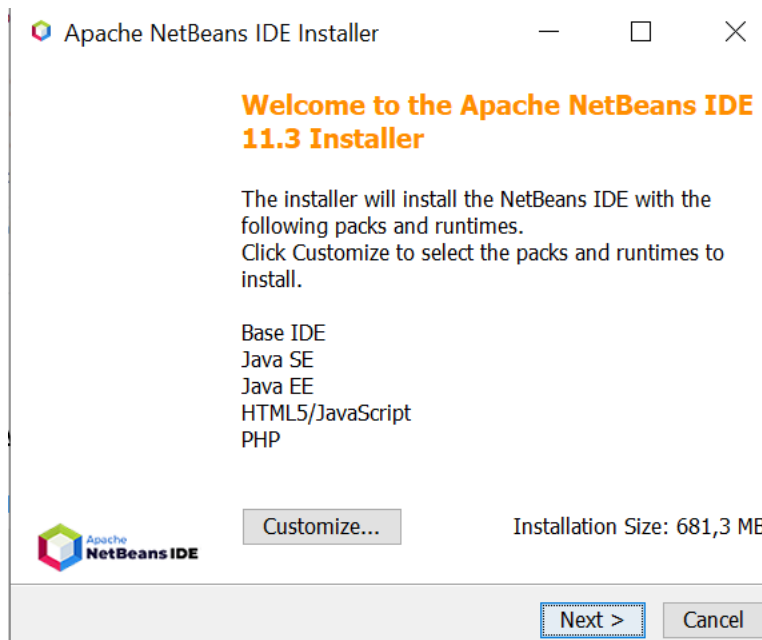 Apache NetBeans IDE Installer
Welcome to the Apache NetBeans IDE
11.3 Installer
The installer will install the NetBeans IDE with the
following packs and runtimes.
Click Customize to select the packs and runtimes to
install.
Base IDE
Java SE
Java EE
HTML5/JavaScript
PHP
Apache
NetBeans IDE
Customize...
Installation Size: 681,3 MB
Next >
Cancel